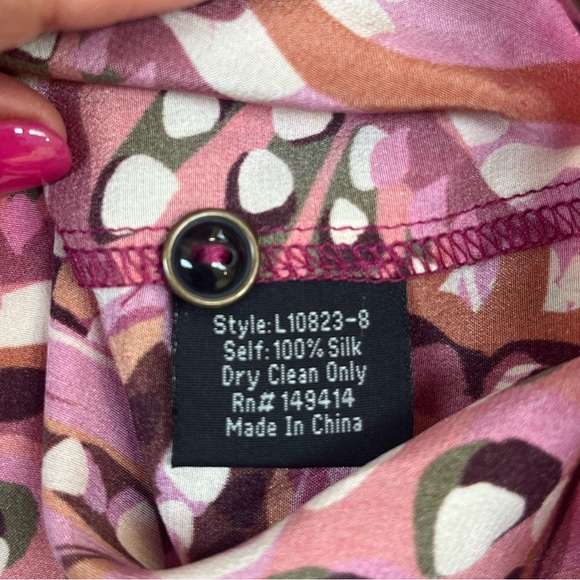 Style:L10823-8
Self:100% Silk
Dry Clean Only
Rn# 149414
Made In China